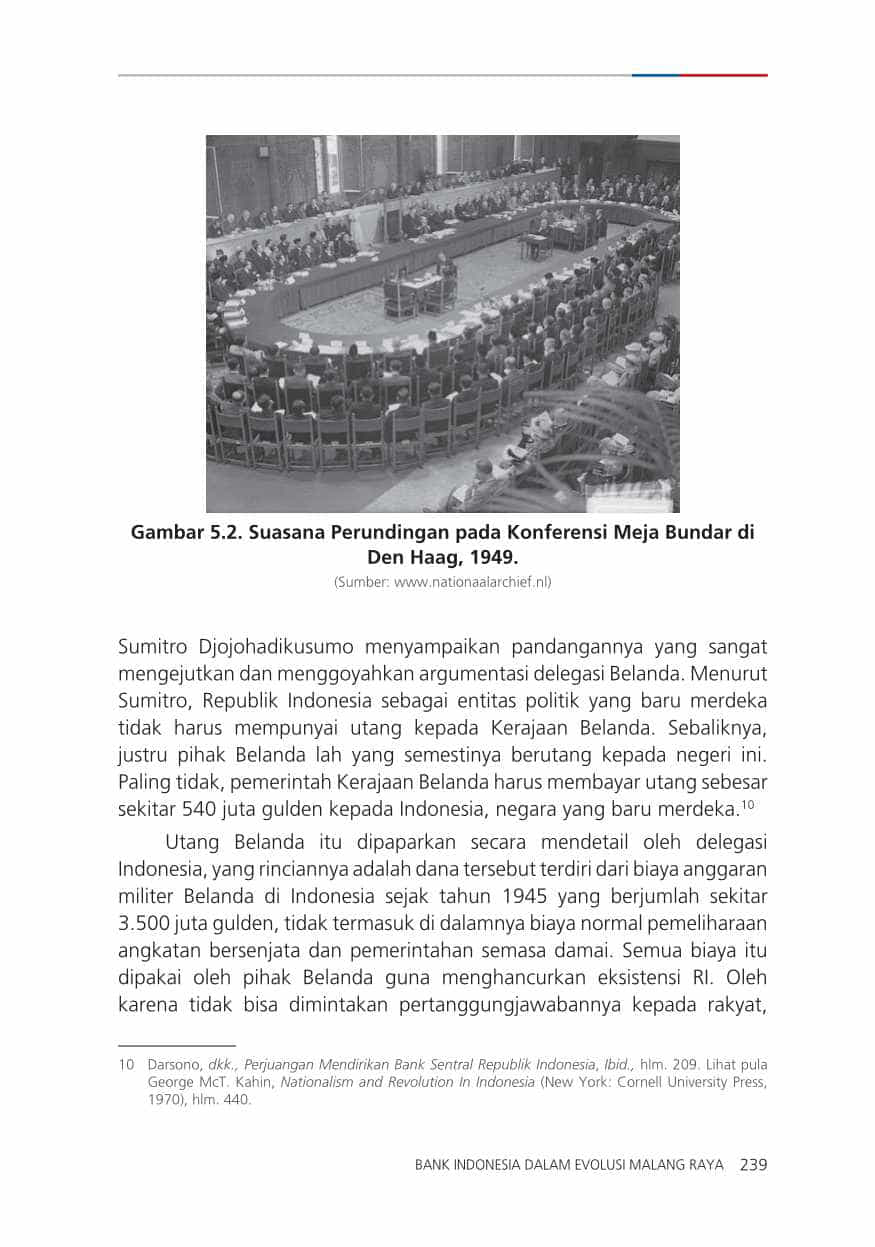 Gambar 5.2. Suasana Perundingan pada Konferensi Meja Bundar di
Den Haag, 1949.
(Sumber: www.nationaalarchief.nl)
Sumitro Djojohadikusumo menyampaikan pandangannya yang sangat
mengejutkan dan menggoyahkan argumentasi delegasi Belanda. Menurut
Sumitro, Republik Indonesia sebagai entitas politik yang baru merdeka
tidak harus mempunyai utang kepada Kerajaan Belanda. Sebaliknya,
justru pihak Belanda lah yang semestinya berutang kepada negeri ini.
Paling tidak, pemerintah Kerajaan Belanda harus membayar utang sebesar
sekitar 540 juta gulden kepada Indonesia, negara yang baru merdeka.10
Utang Belanda itu dipaparkan secara mendetail oleh delegasi
Indonesia, yang rinciannya adalah dana tersebut terdiri dari biaya anggaran
militer Belanda di Indonesia sejak tahun 1945 yang berjumlah sekitar
3.500 juta gulden, tidak termasuk di dalamnya biaya normal pemeliharaan
angkatan bersenjata dan pemerintahan semasa damai. Semua biaya itu
dipakai oleh pihak Belanda guna menghancurkan eksistensi RI. Oleh
karena tidak bisa dimintakan pertanggungjawabannya kepada rakyat,
10 Darsono, dkk., Perjuangan Mendirikan Bank Sentral Republik Indonesia, Ibid., hlm. 209. Lihat pula
George McT. Kahin, Nationalism and Revolution In Indonesia (New York: Cornell University Press,
1970), hlm. 440.
BANK INDONESIA DALAM EVOLUSI MALANG RAYA 239